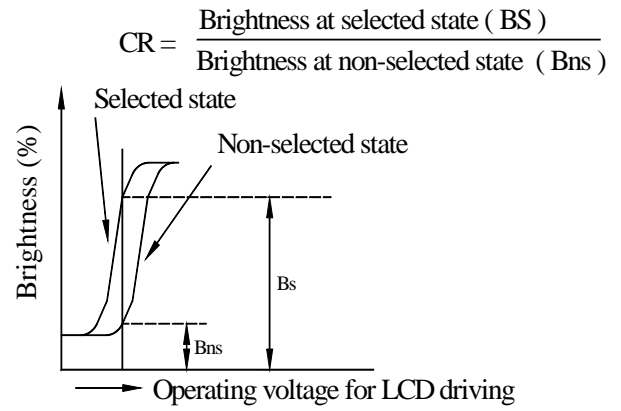 CR = Brightness at selected state ( BS )
Brightness at non-selected state ( Bns )
Selected state
Non-selected state
Brightness (%)
Bs
Bns
Operating voltage for LCD driving